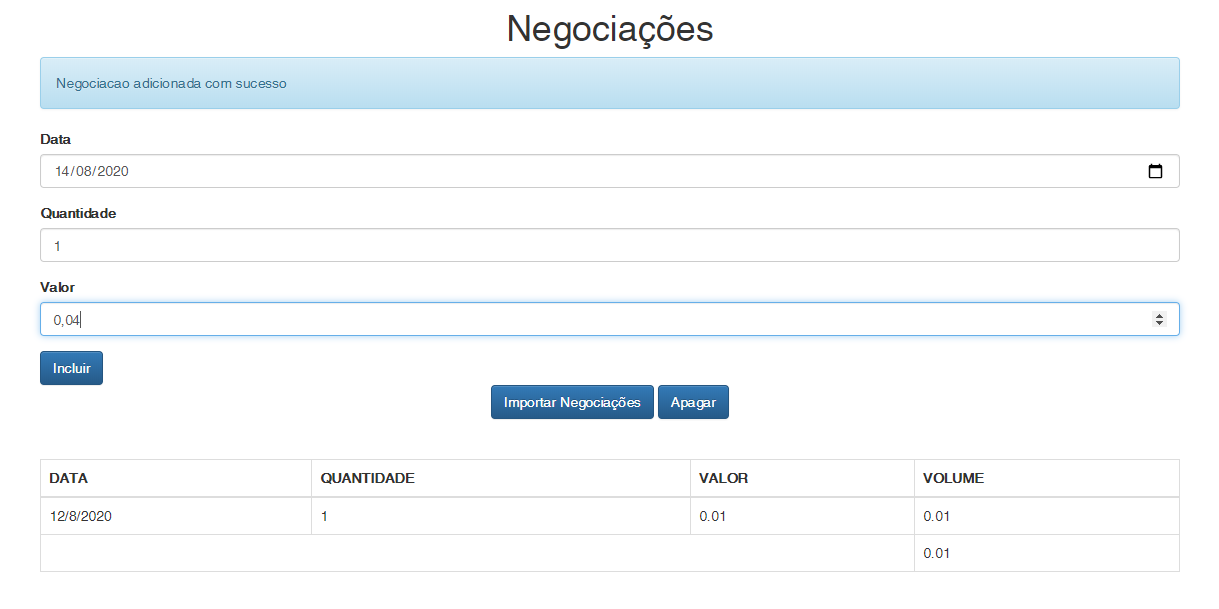 Negociações
Negociacao adicionada com sucesso
Data
14/08/2020
Quantidade
1
Valor
0,04
Incluir
Importar Negociações Apagar
DATA QUANTIDADE VALOR VOLUME
12/8/2020 1 0.01 0.01
0.01